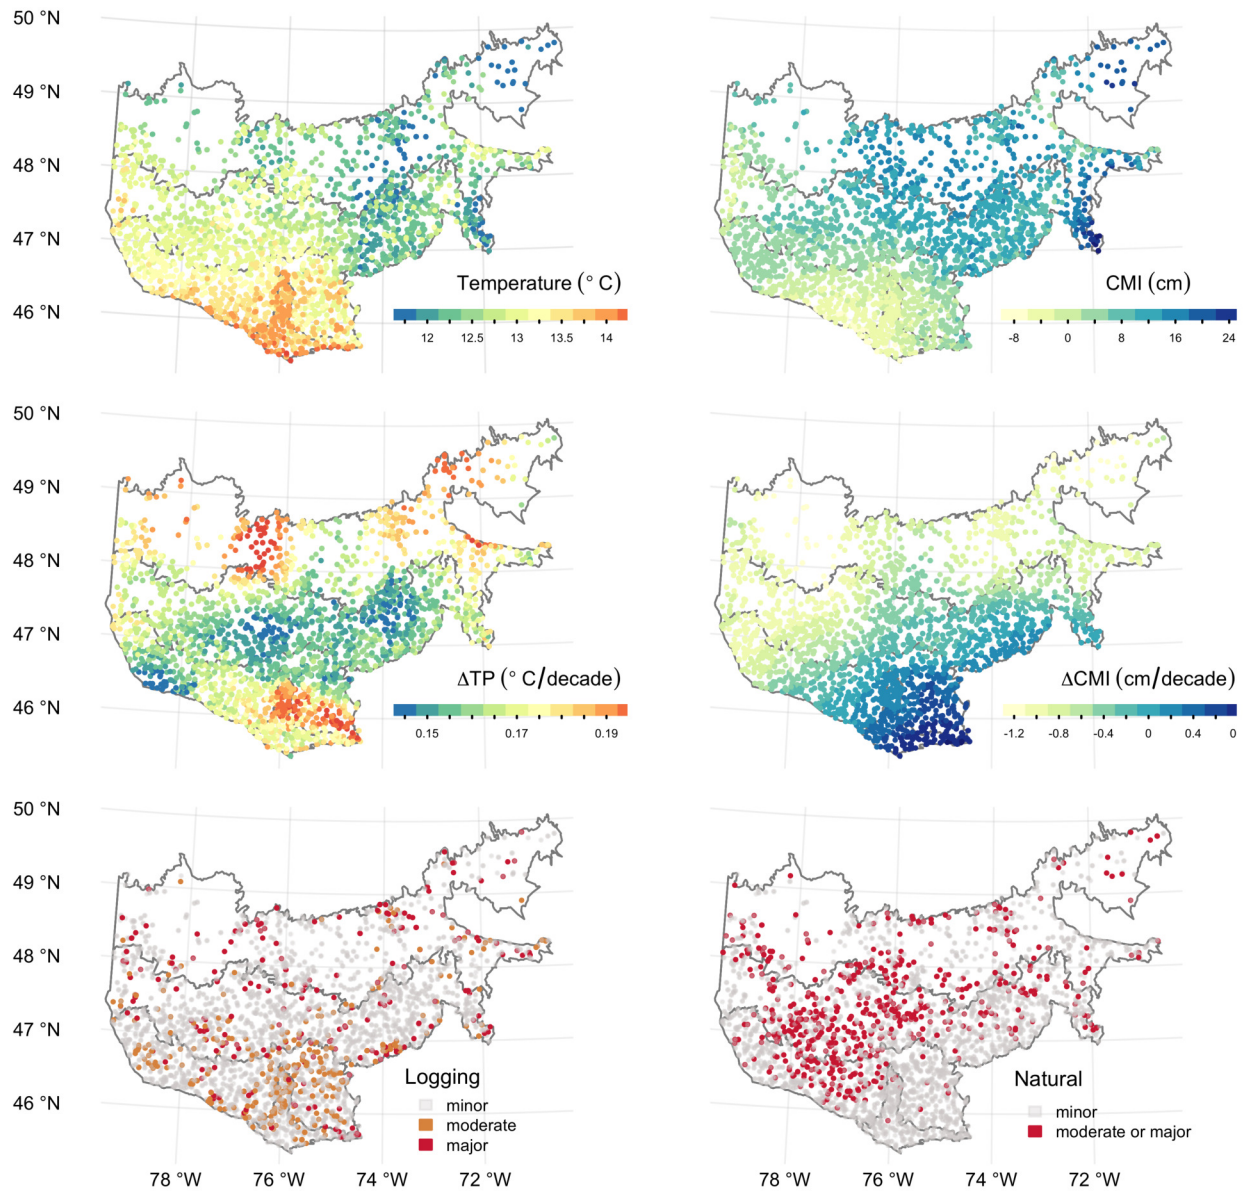 50 °N
49 °N
48 °N
47 °N
46 °N
Temperature (° C)
12 12.5 13 13.5 14
CMI (cm)
-8 0 8 16 24
50 °N
49 °N
48 °N
47 °N
46 °N
ΔTP (° C/decade)
0.15 0.17 0.19
ΔCMI (cm/decade)
-1.2 -0.8 -0.4 0 0.4 0
50 °N
49 °N
48 °N
47 °N
46 °N
Logging
minor
moderate
major
Natural
minor
moderate or major
78 °W 76 °W 74 °W 72 °W
78 °W 76 °W 74 °W 72 °W